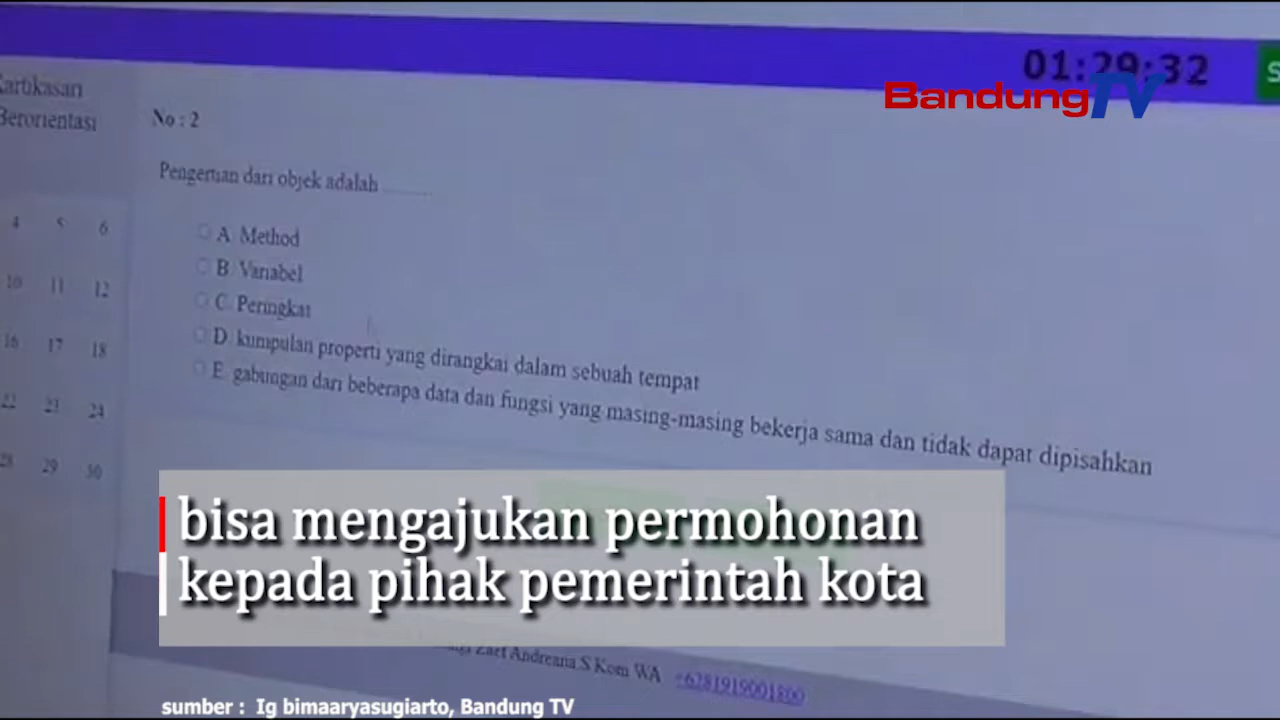 01:29:32
S
BandungTV
Kartikasari
Berorientasi
No : 2
Pengertian dari objek adalah ..........
4 5 6
A. Method
B. Variabel
10 11 12
C. Peringkat
D. kumpulan properti yang dirangkai dalam sebuah tempat
16 17 18
E. gabungan dari beberapa data dan fungsi yang masing-masing bekerja sama dan tidak dapat dipisahkan
22 23 24
28 29 30
bisa mengajukan permohonan
kepada pihak pemerintah kota
Zaet Andreana.S.Kom WA +6281919001800
sumber : Ig bimaaryasugiarto, Bandung TV